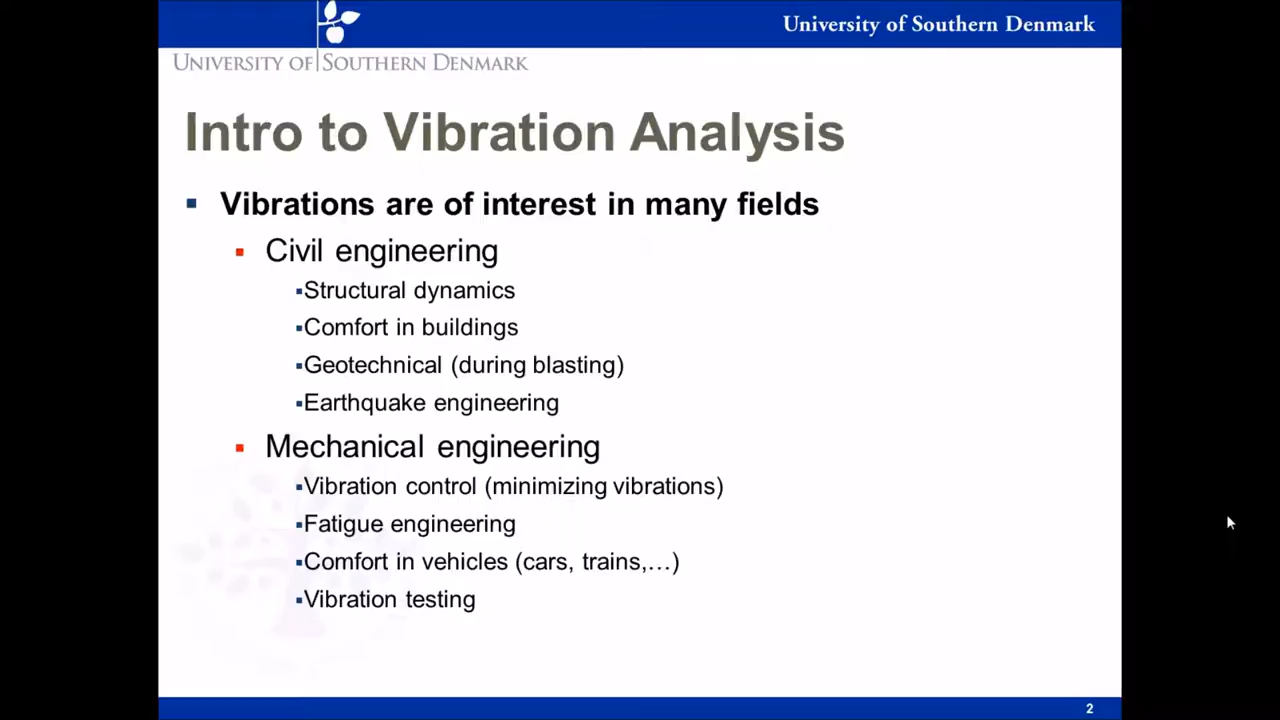 University of Southern Denmark
UNIVERSITY OF SOUTHERN DENMARK
Intro to Vibration Analysis
▪ Vibrations are of interest in many fields
▪ Civil engineering
▪Structural dynamics
▪Comfort in buildings
▪Geotechnical (during blasting)
▪Earthquake engineering
▪ Mechanical engineering
▪Vibration control (minimizing vibrations)
▪Fatigue engineering
▪Comfort in vehicles (cars, trains,…)
▪Vibration testing
2